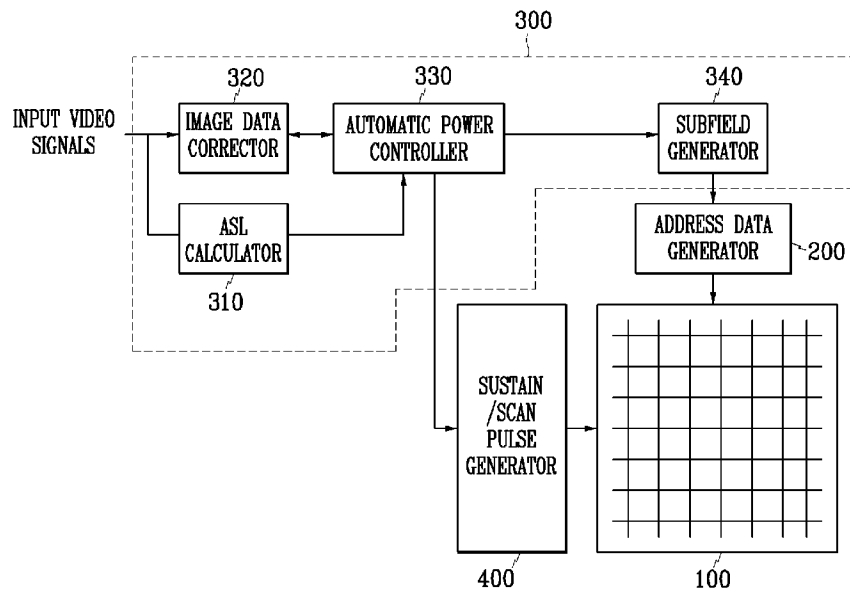 300
320
330
340
INPUT VIDEO
SIGNALS
IMAGE DATA
CORRECTOR
AUTOMATIC POWER
CONTROLLER
SUBFIELD
GENERATOR
ASL
CALCULATOR
310
ADDRESS DATA
GENERATOR
200
SUSTAIN
/SCAN
PULSE
GENERATOR
400
100